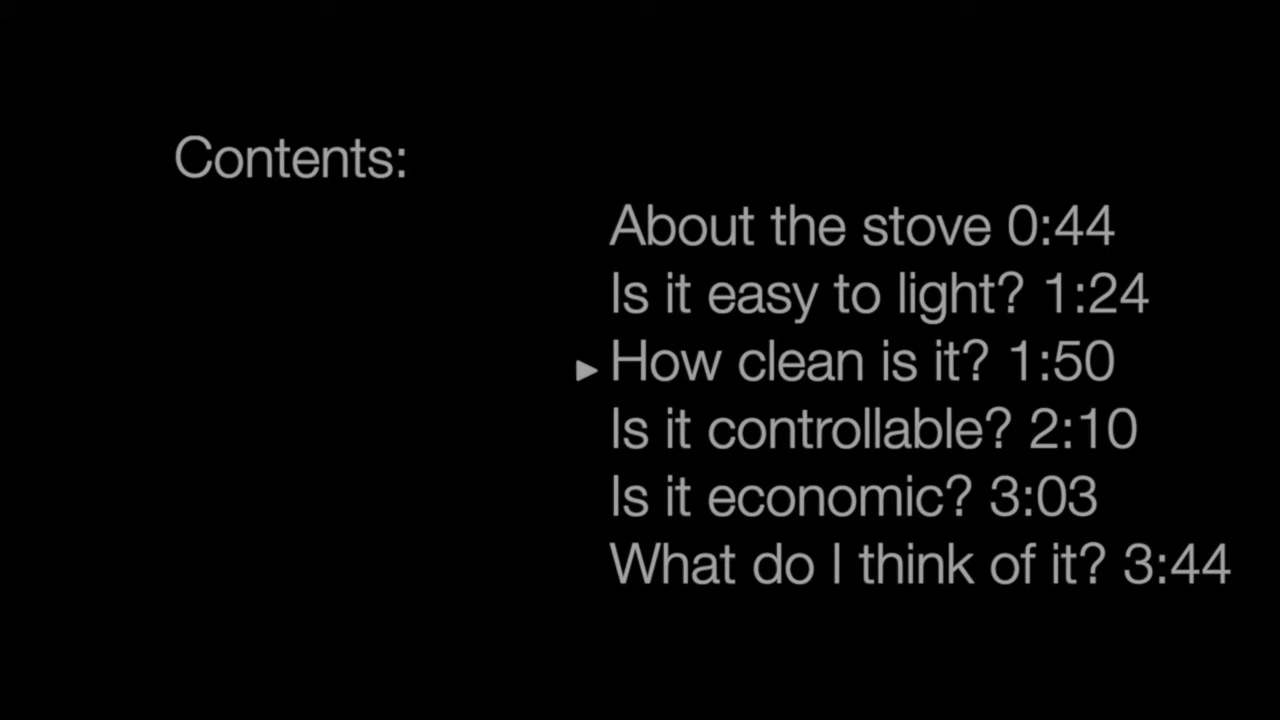 Contents:
About the stove 0:44
Is it easy to light? 1:24
How clean is it? 1:50
Is it controllable? 2:10
Is it economic? 3:03
What do I think of it? 3:44